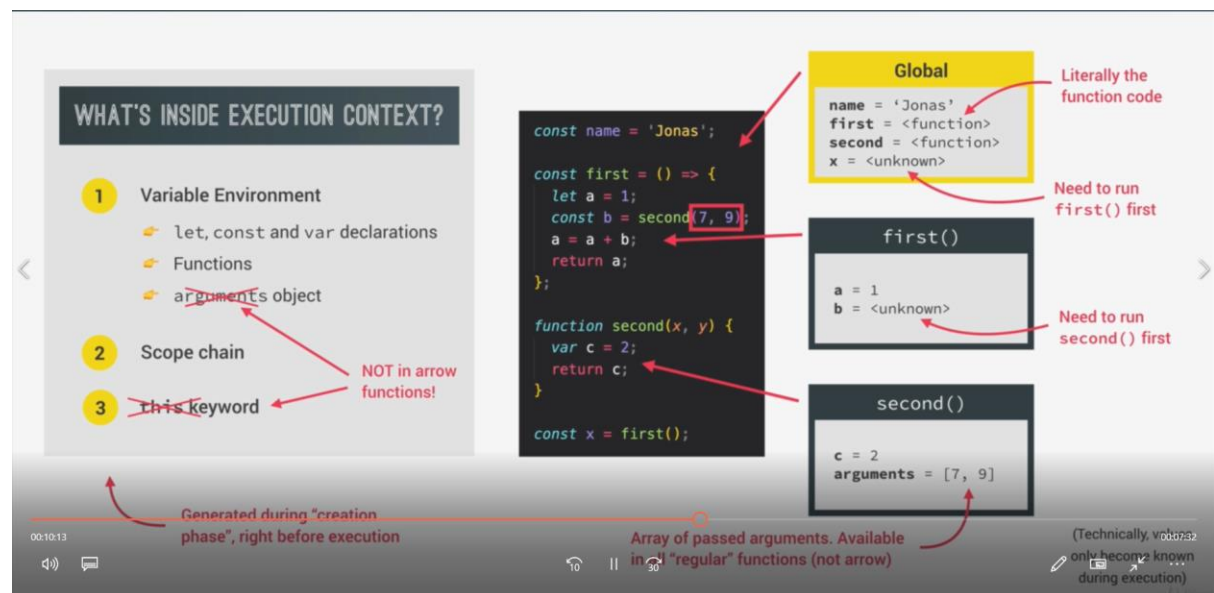 WHAT'S INSIDE EXECUTION CONTEXT?
1 Variable Environment
let, const and var declarations
Functions
arguments object
2 Scope chain
3 this keyword
NOT in arrow
functions!
Generated during "creation
phase", right before execution
const name = 'Jonas';
const first = () => {
let a = 1;
const b = second(7, 9);
a = a + b;
return a;
};
function second(x, y) {
var c = 2;
return c;
}
const x = first();
Global
name = 'Jonas'
first = <function>
second = <function>
x = <unknown>
Literally the
function code
Need to run
first() first
first()
a = 1
b = <unknown>
Need to run
second() first
second()
c = 2
arguments = [7, 9]
Array of passed arguments. Available
in all "regular" functions (not arrow)
(Technically, values
only become known
during execution)
00:10:13
00:07:32
10
30